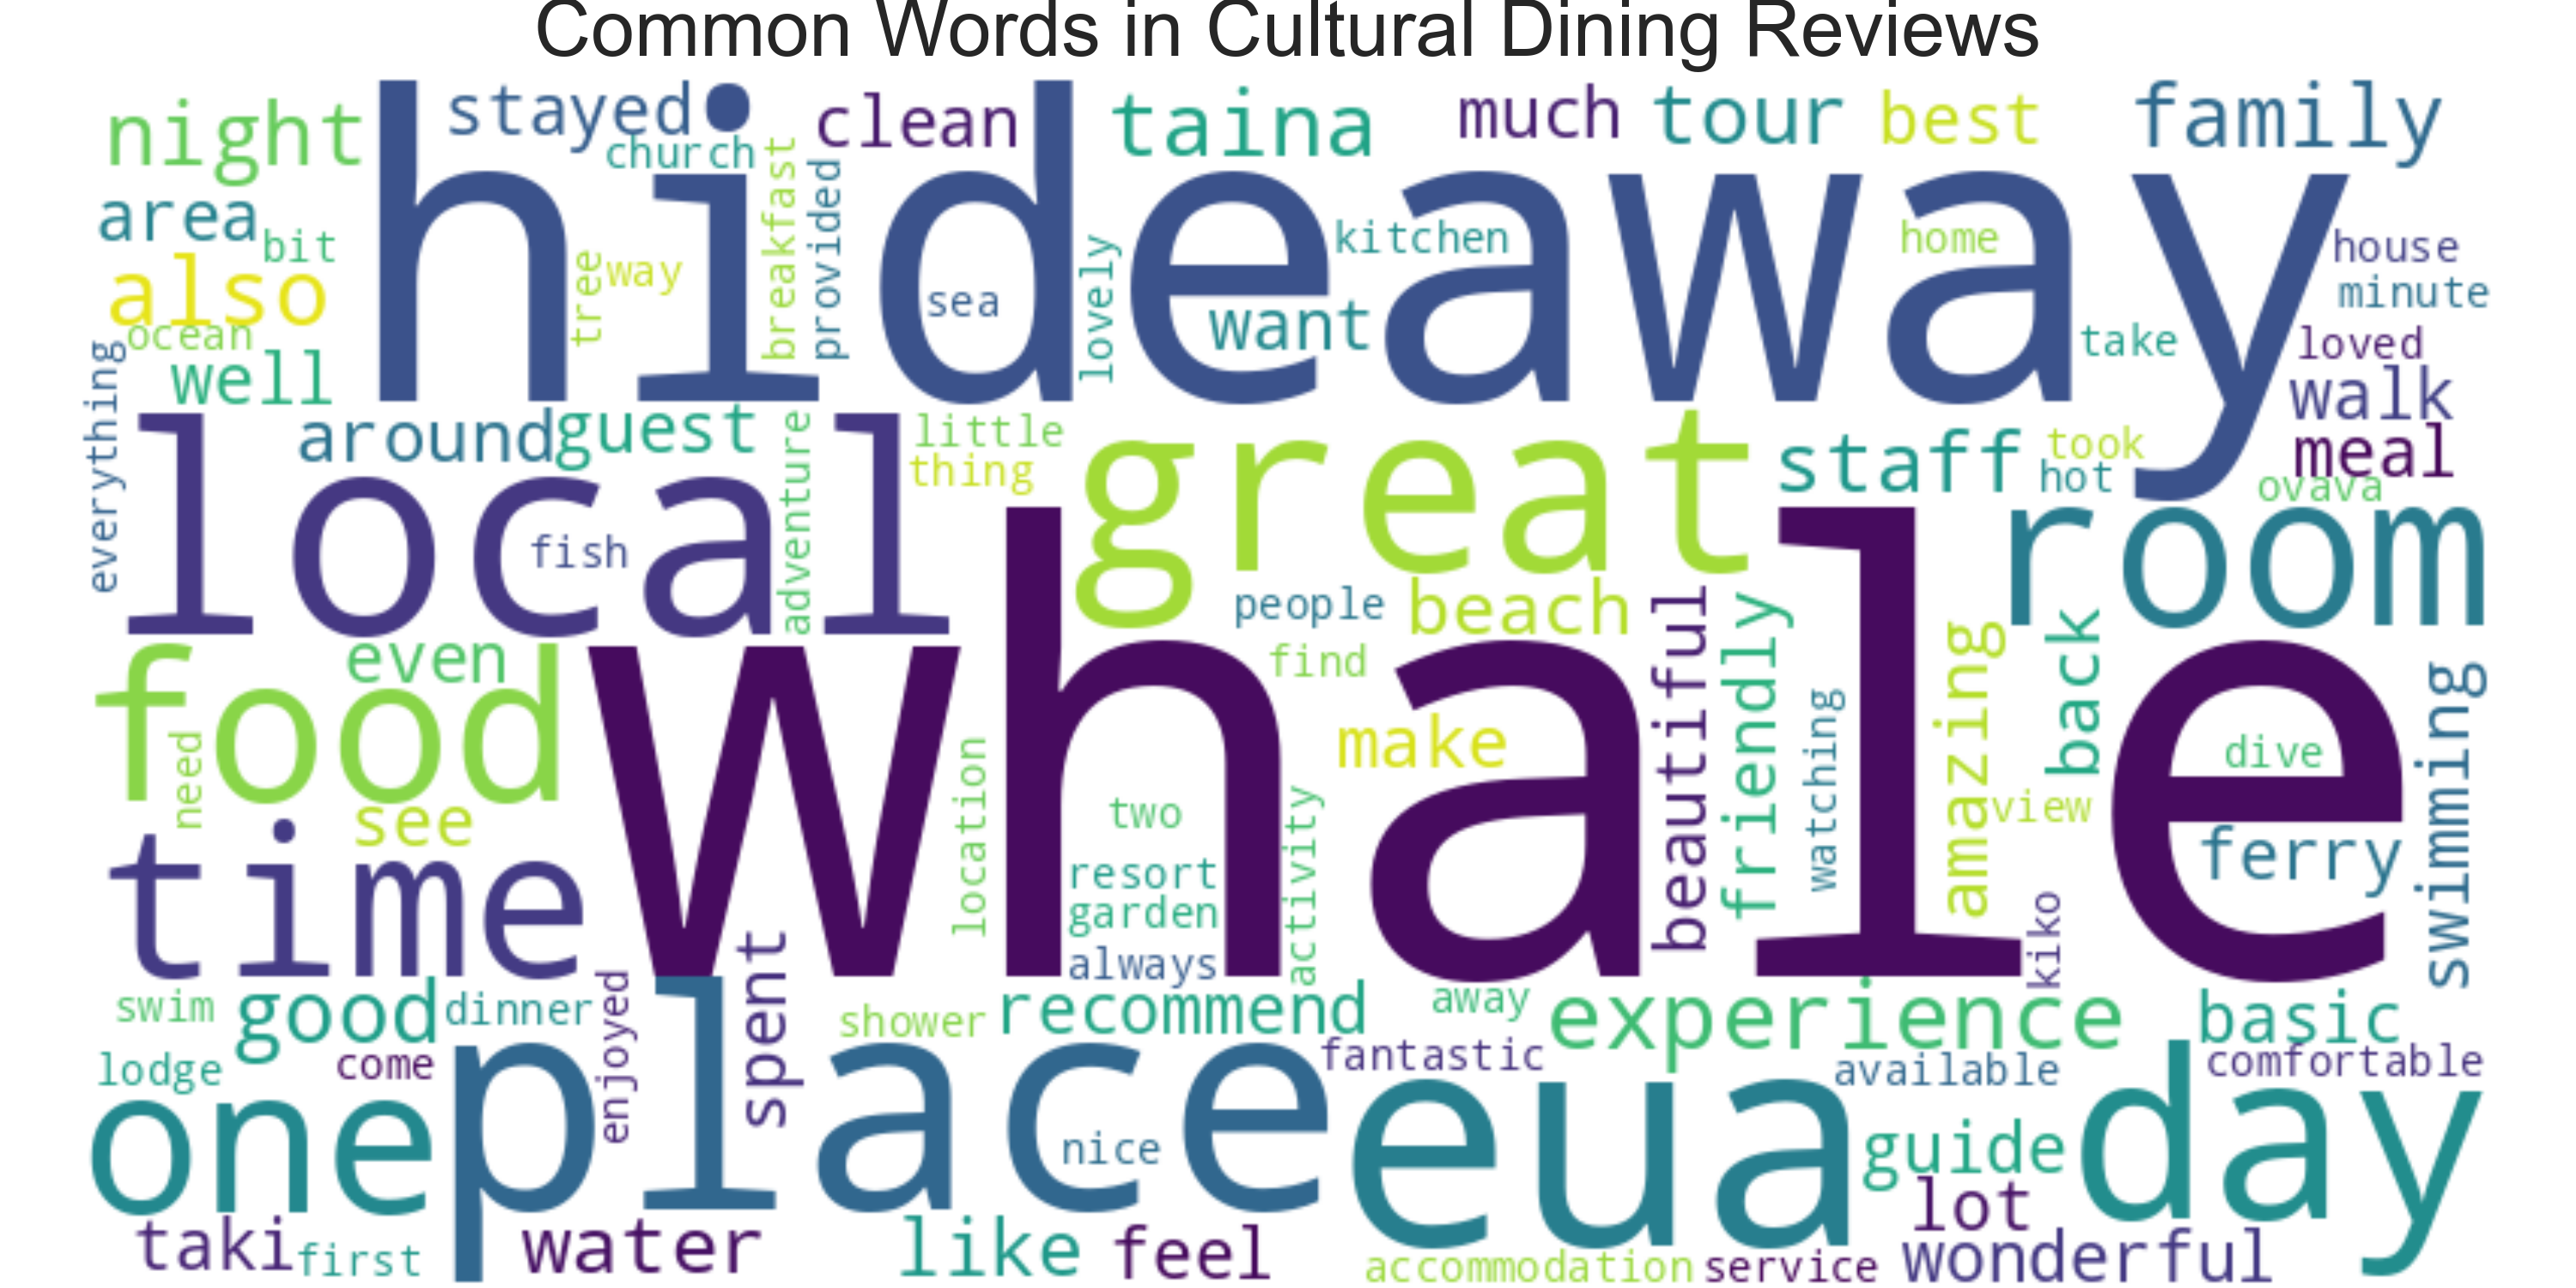 Common Words in Cultural Dining Reviews
night
stayed
church
clean
taina
much
tour
best
family
hideaway
area
bit
also
ocean
well
everything
tree
way
breakfast
provided
sea
lovely
kitchen
want
home
house
minute
take
loved
walk
meal
around
guest
little
thing
adventure
local
fish
great
staff
took
hot
ovava
room
people
beach
food
even
need
see
find
make
beautiful
friendly
watching
amazing
back
view
whale
dive
ferry
swimming
time
location
two
resort
garden
always
activity
kiko
swim
good
dinner
enjoyed
spent
shower
recommend
away
experience
basic
lodge
come
fantastic
available
comfortable
one
place
nice
eua
guide
day
lot
taki
first
water
like
feel
accommodation
service
wonderful